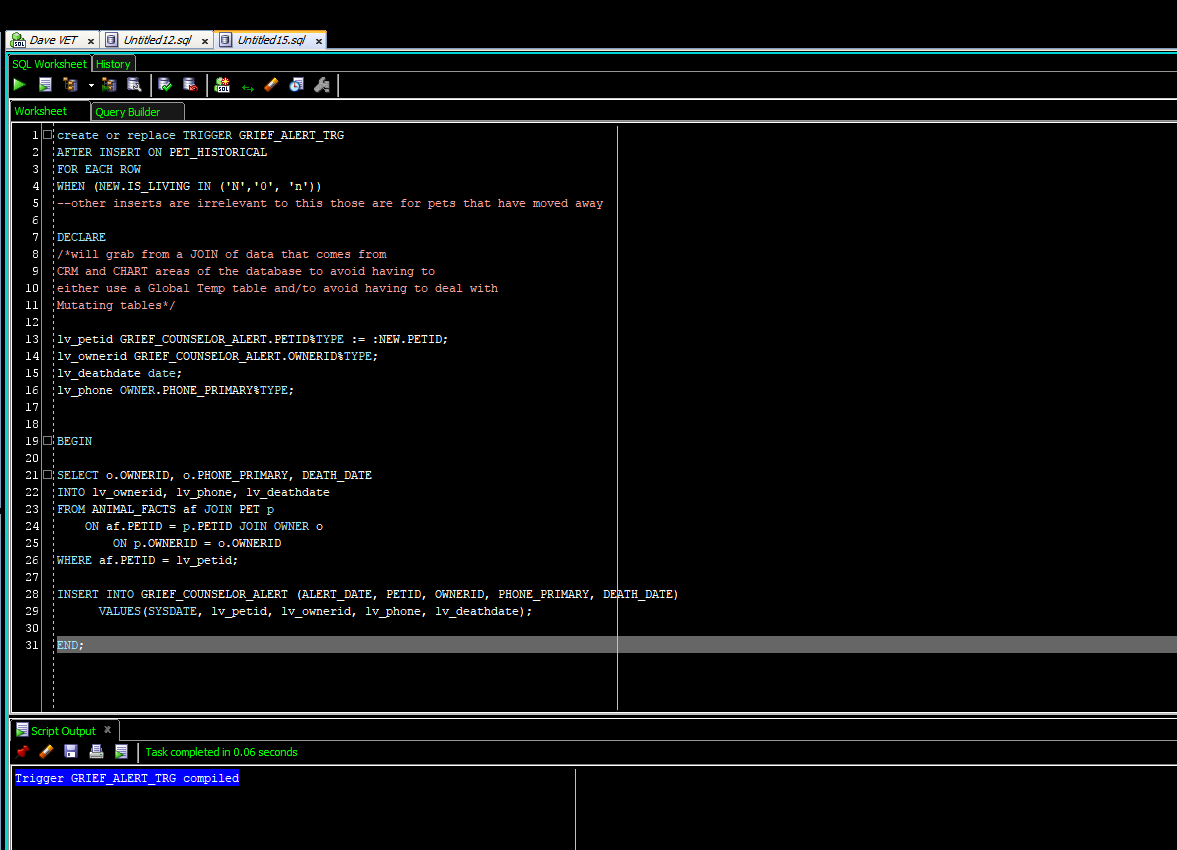 Dave VET x Untitled12.sql x Untitled15.sql x
SQL Worksheet History
Worksheet Query Builder
1 create or replace TRIGGER GRIEF_ALERT_TRG
2 AFTER INSERT ON PET_HISTORICAL
3 FOR EACH ROW
4 WHEN (NEW.IS_LIVING IN ('N','0', 'n'))
5 --other inserts are irrelevant to this those are for pets that have moved away
6
7 DECLARE
8 /*will grab from a JOIN of data that comes from
9 CRM and CHART areas of the database to avoid having to
10 either use a Global Temp table and/to avoid having to deal with
11 Mutating tables*/
12
13 lv_petid GRIEF_COUNSELOR_ALERT.PETID%TYPE := :NEW.PETID;
14 lv_ownerid GRIEF_COUNSELOR_ALERT.OWNERID%TYPE;
15 lv_deathdate date;
16 lv_phone OWNER.PHONE_PRIMARY%TYPE;
17
18
19 BEGIN
20
21 SELECT o.OWNERID, o.PHONE_PRIMARY, DEATH_DATE
22 INTO lv_ownerid, lv_phone, lv_deathdate
23 FROM ANIMAL_FACTS af JOIN PET p
24 ON af.PETID = p.PETID JOIN OWNER o
25 ON p.OWNERID = o.OWNERID
26 WHERE af.PETID = lv_petid;
27
28 INSERT INTO GRIEF_COUNSELOR_ALERT (ALERT_DATE, PETID, OWNERID, PHONE_PRIMARY, DEATH_DATE)
29 VALUES(SYSDATE, lv_petid, lv_ownerid, lv_phone, lv_deathdate);
30
31 END;
Script Output x
Task completed in 0.06 seconds
Trigger GRIEF_ALERT_TRG compiled